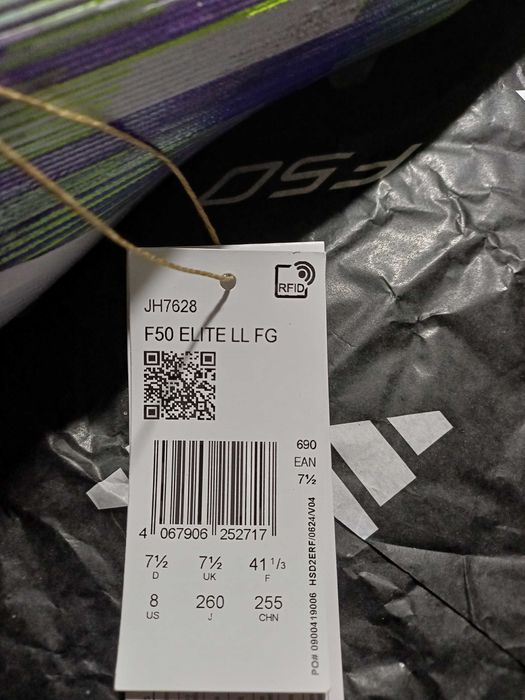 F50
RFID
JH7628
F50 ELITE LL FG
690
EAN
7½
4 067906 252717
7½ 7½ 41 1/3
D UK F
8 260 255
US J CHN
PO# 0900419006 HSD2ERF/0624/V04